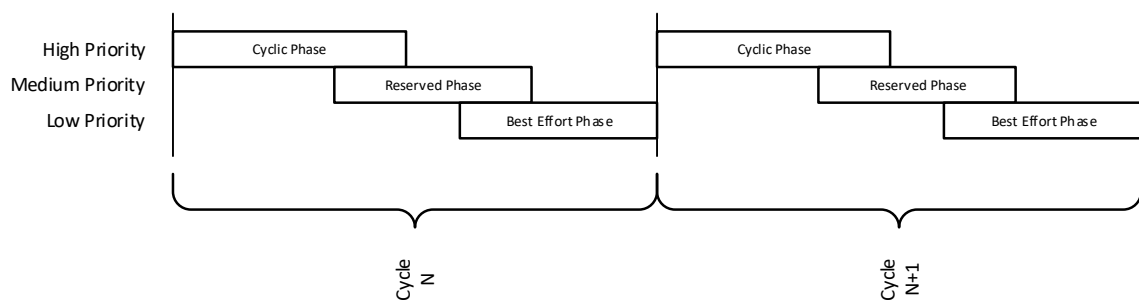 High Priority
Cyclic Phase
Cyclic Phase
Medium Priority
Reserved Phase
Reserved Phase
Low Priority
Best Effort Phase
Best Effort Phase
Cycle
N
Cycle
N+1